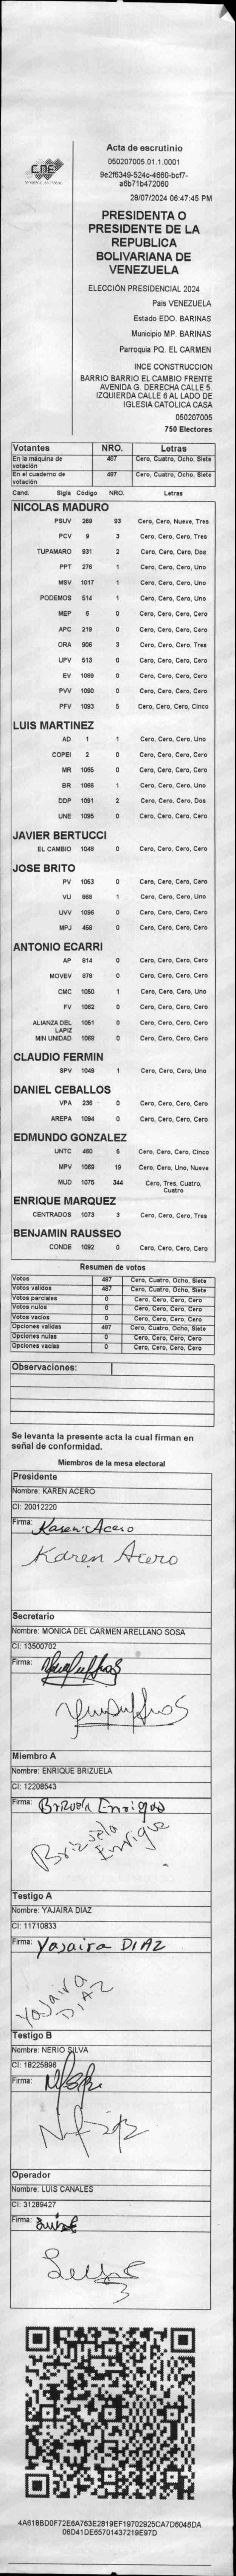 CNE
Acta de escrutinio
050207005.01.1.0001
9e2f6349-524c-4660-bcf7-
a6b71b472060
28/07/2024 06:47:45 PM
PRESIDENTA O
PRESIDENTE DE LA
REPUBLICA
BOLIVARIANA DE
VENEZUELA
ELECCIÓN PRESIDENCIAL 2024
Pais VENEZUELA
Estado EDO. BARINAS
Municipio MP. BARINAS
Parroquia PQ. EL CARMEN
INCE CONSTRUCCION
BARRIO BARRIO EL CAMBIO FRENTE
AVENIDA G. DERECHA CALLE 5
IZQUIERDA CALLE 6 AL LADO DE
IGLESIA CATOLICA CASA
050207005
750 Electores
Votantes NRO. Letras
En la máquina de votación 487 Cero, Cuatro, Ocho, Siete
En el cuaderno de votación 487 Cero, Cuatro, Ocho, Siete
Cand. Sigla Código NRO. Letras
NICOLAS MADURO
PSUV 269 93 Cero, Cero, Nueve, Tres
PCV 9 3 Cero, Cero, Cero, Tres
TUPAMARO 931 2 Cero, Cero, Cero, Dos
PPT 276 1 Cero, Cero, Cero, Uno
MSV 1017 1 Cero, Cero, Cero, Uno
PODEMOS 514 1 Cero, Cero, Cero, Uno
MEP 6 0 Cero, Cero, Cero, Cero
APC 219 0 Cero, Cero, Cero, Cero
ORA 906 3 Cero, Cero, Cero, Tres
UPV 513 0 Cero, Cero, Cero, Cero
EV 1089 0 Cero, Cero, Cero, Cero
PVV 1090 0 Cero, Cero, Cero, Cero
PFV 1093 5 Cero, Cero, Cero, Cinco
LUIS MARTINEZ
AD 1 1 Cero, Cero, Cero, Uno
COPEI 2 0 Cero, Cero, Cero, Cero
MR 1065 0 Cero, Cero, Cero, Cero
BR 1066 1 Cero, Cero, Cero, Uno
DDP 1091 2 Cero, Cero, Cero, Dos
UNE 1095 0 Cero, Cero, Cero, Cero
JAVIER BERTUCCI
EL CAMBIO 1048 0 Cero, Cero, Cero, Cero
JOSE BRITO
PV 1053 0 Cero, Cero, Cero, Cero
VU 868 1 Cero, Cero, Cero, Uno
UVV 1096 0 Cero, Cero, Cero, Cero
MPJ 458 0 Cero, Cero, Cero, Cero
ANTONIO ECARRI
AP 814 0 Cero, Cero, Cero, Cero
MOVEV 878 0 Cero, Cero, Cero, Cero
CMC 1050 1 Cero, Cero, Cero, Uno
FV 1062 0 Cero, Cero, Cero, Cero
ALIANZA DEL LAPIZ 1051 0 Cero, Cero, Cero, Cero
MIN UNIDAD 1069 0 Cero, Cero, Cero, Cero
CLAUDIO FERMIN
SPV 1049 1 Cero, Cero, Cero, Uno
DANIEL CEBALLOS
VPA 236 0 Cero, Cero, Cero, Cero
AREPA 1094 0 Cero, Cero, Cero, Cero
EDMUNDO GONZALEZ
UNTC 460 5 Cero, Cero, Cero, Cinco
MPV 1069 19 Cero, Cero, Uno, Nueve
MUD 1075 344 Cero, Tres, Cuatro,
Cuatro
ENRIQUE MARQUEZ
CENTRADOS 1073 3 Cero, Cero, Cero, Tres
BENJAMIN RAUSSEO
CONDE 1092 0 Cero, Cero, Cero, Cero
Resumen de votos
Votos 487 Cero, Cuatro, Ocho, Siete
Votos validos 487 Cero, Cuatro, Ocho, Siete
Votos parciales 0 Cero, Cero, Cero, Cero
Votos nulos 0 Cero, Cero, Cero, Cero
Votos vacios 0 Cero, Cero, Cero, Cero
Opciones validas 487 Cero, Cuatro, Ocho, Siete
Opciones nulas 0 Cero, Cero, Cero, Cero
Opciones vacias 0 Cero, Cero, Cero, Cero
Observaciones:
Se levanta la presente acta la cual firman en
señal de conformidad.
Miembros de la mesa electoral
Presidente
Nombre: KAREN ACERO
CI: 20012220
Firma: Karen Acero
Karen Acero
Secretario
Nombre: MONICA DEL CARMEN ARELLANO SOSA
CI: 13500702
Firma:
Miembro A
Nombre: ENRIQUE BRIZUELA
CI: 12208543
Firma: Brizuela Enrique
Brizuela
Enrique
Testigo A
Nombre: YAJAIRA DIAZ
CI: 11710833
Firma: Yajaira DIAZ
Yajaira
DIAZ
Testigo B
Nombre: NERIO SILVA
CI: 18225896
Firma:
Operador
Nombre: LUIS CANALES
CI: 31289427
Firma:
4A618BD0F72E6A763E2819EF19702925CA7D6046DA
06D41DE65701437219E97D